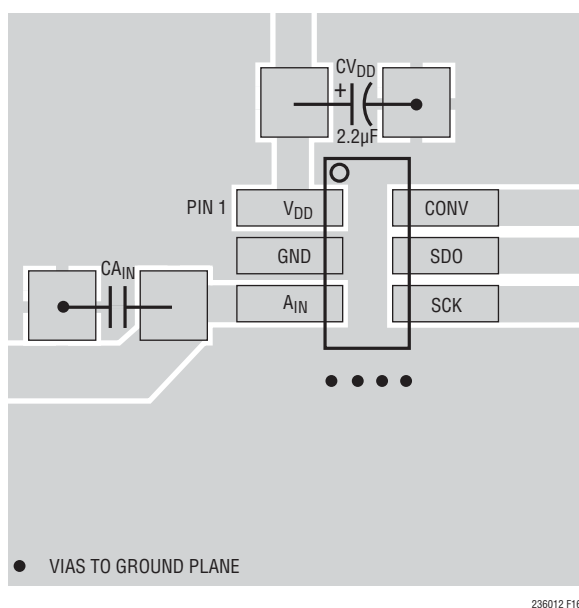 CVDD
+
2.2µF
PIN 1
VDD
CONV
GND
SDO
CAIN
AIN
SCK
VIAS TO GROUND PLANE
236012 F16